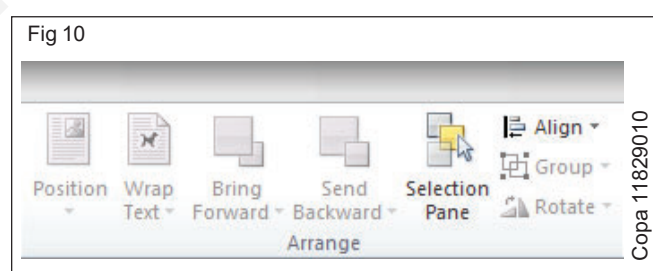 Fig 10
Position
Wrap
Text
Bring
Forward
Send
Backward
Selection
Pane
Align
Group
Rotate
Arrange
Copa 11829010